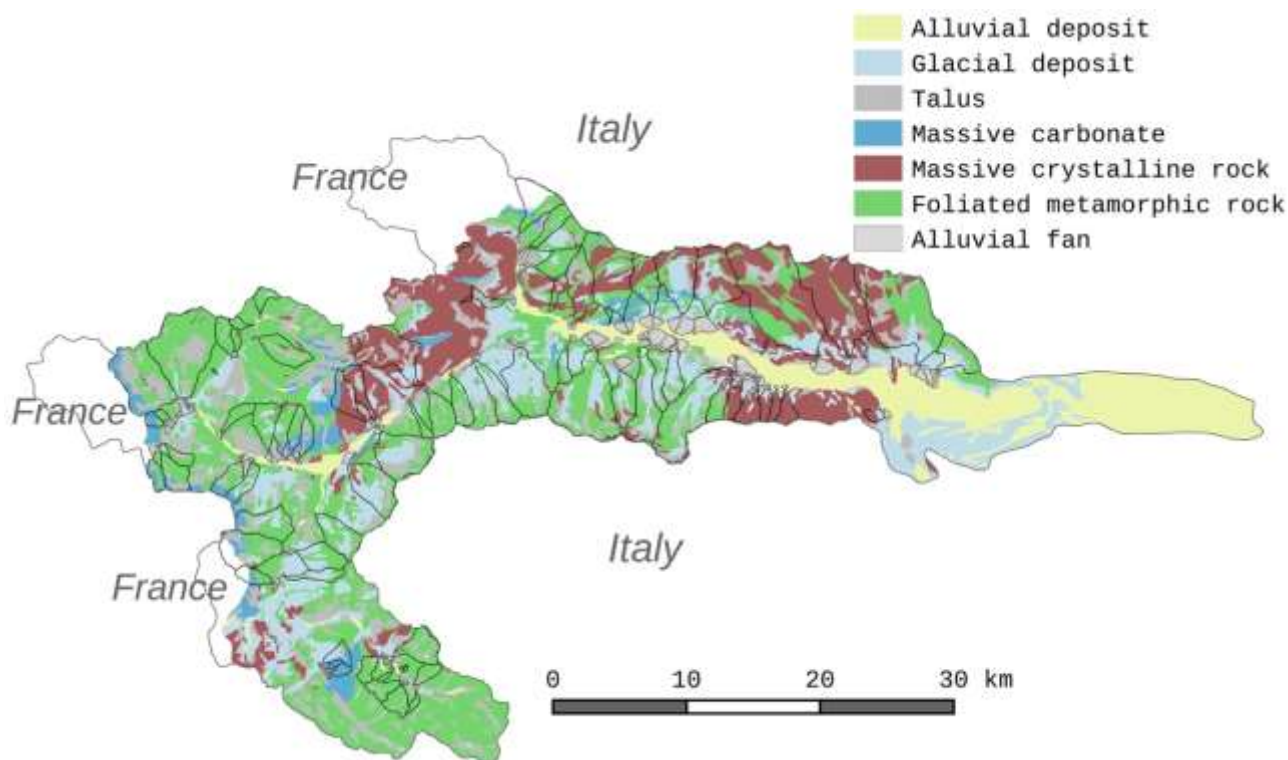 Alluvial deposit
Glacial deposit
Talus
Massive carbonate
Massive crystalline rock
Foliated metamorphic rock
Alluvial fan
Italy
France
France
Italy
France
0 10 20 30 km